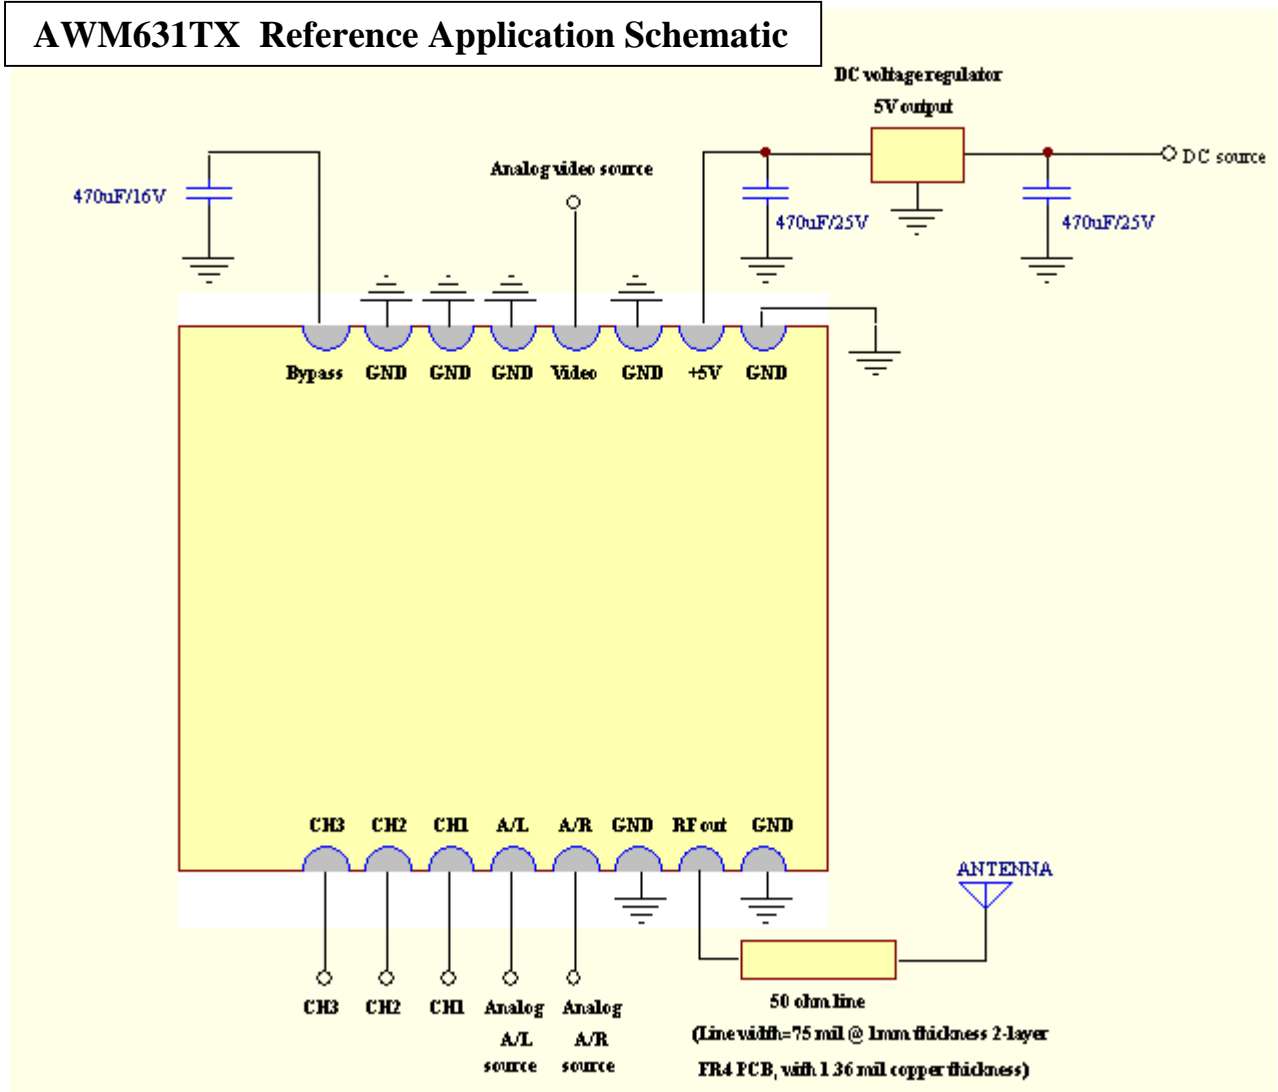 AWM631TX Reference Application Schematic
DC voltage regulator
5V output
DC source
470uF/16V
Analog video source
470uF/25V
470uF/25V
Bypass GND GND GND Video GND +5V GND
CH3 CH2 CH1 A/L A/R GND RF out GND
ANTENNA
CH3 CH2 CH1
Analog
A/L
source
Analog
A/R
source
50 ohm line
(Line width=75 mil @ 1mm thickness 2-layer
FR4 PCB, with 1.36 mil copper thickness)